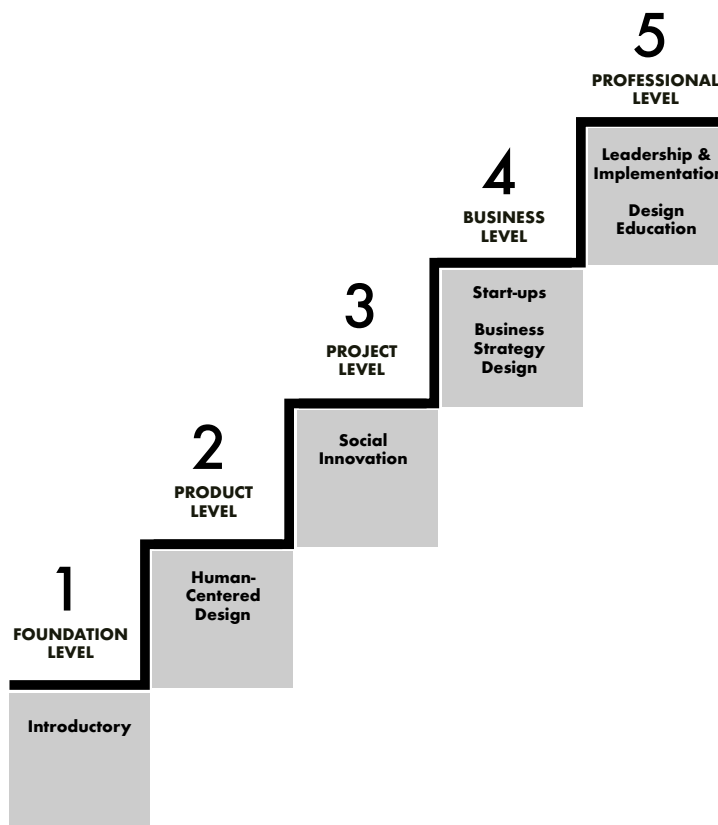 5
PROFESSIONAL
LEVEL
Leadership &
Implementation
Design
Education
4
BUSINESS
LEVEL
Start-ups
Business
Strategy
Design
3
PROJECT
LEVEL
Social
Innovation
2
PRODUCT
LEVEL
Human-
Centered
Design
1
FOUNDATION
LEVEL
Introductory